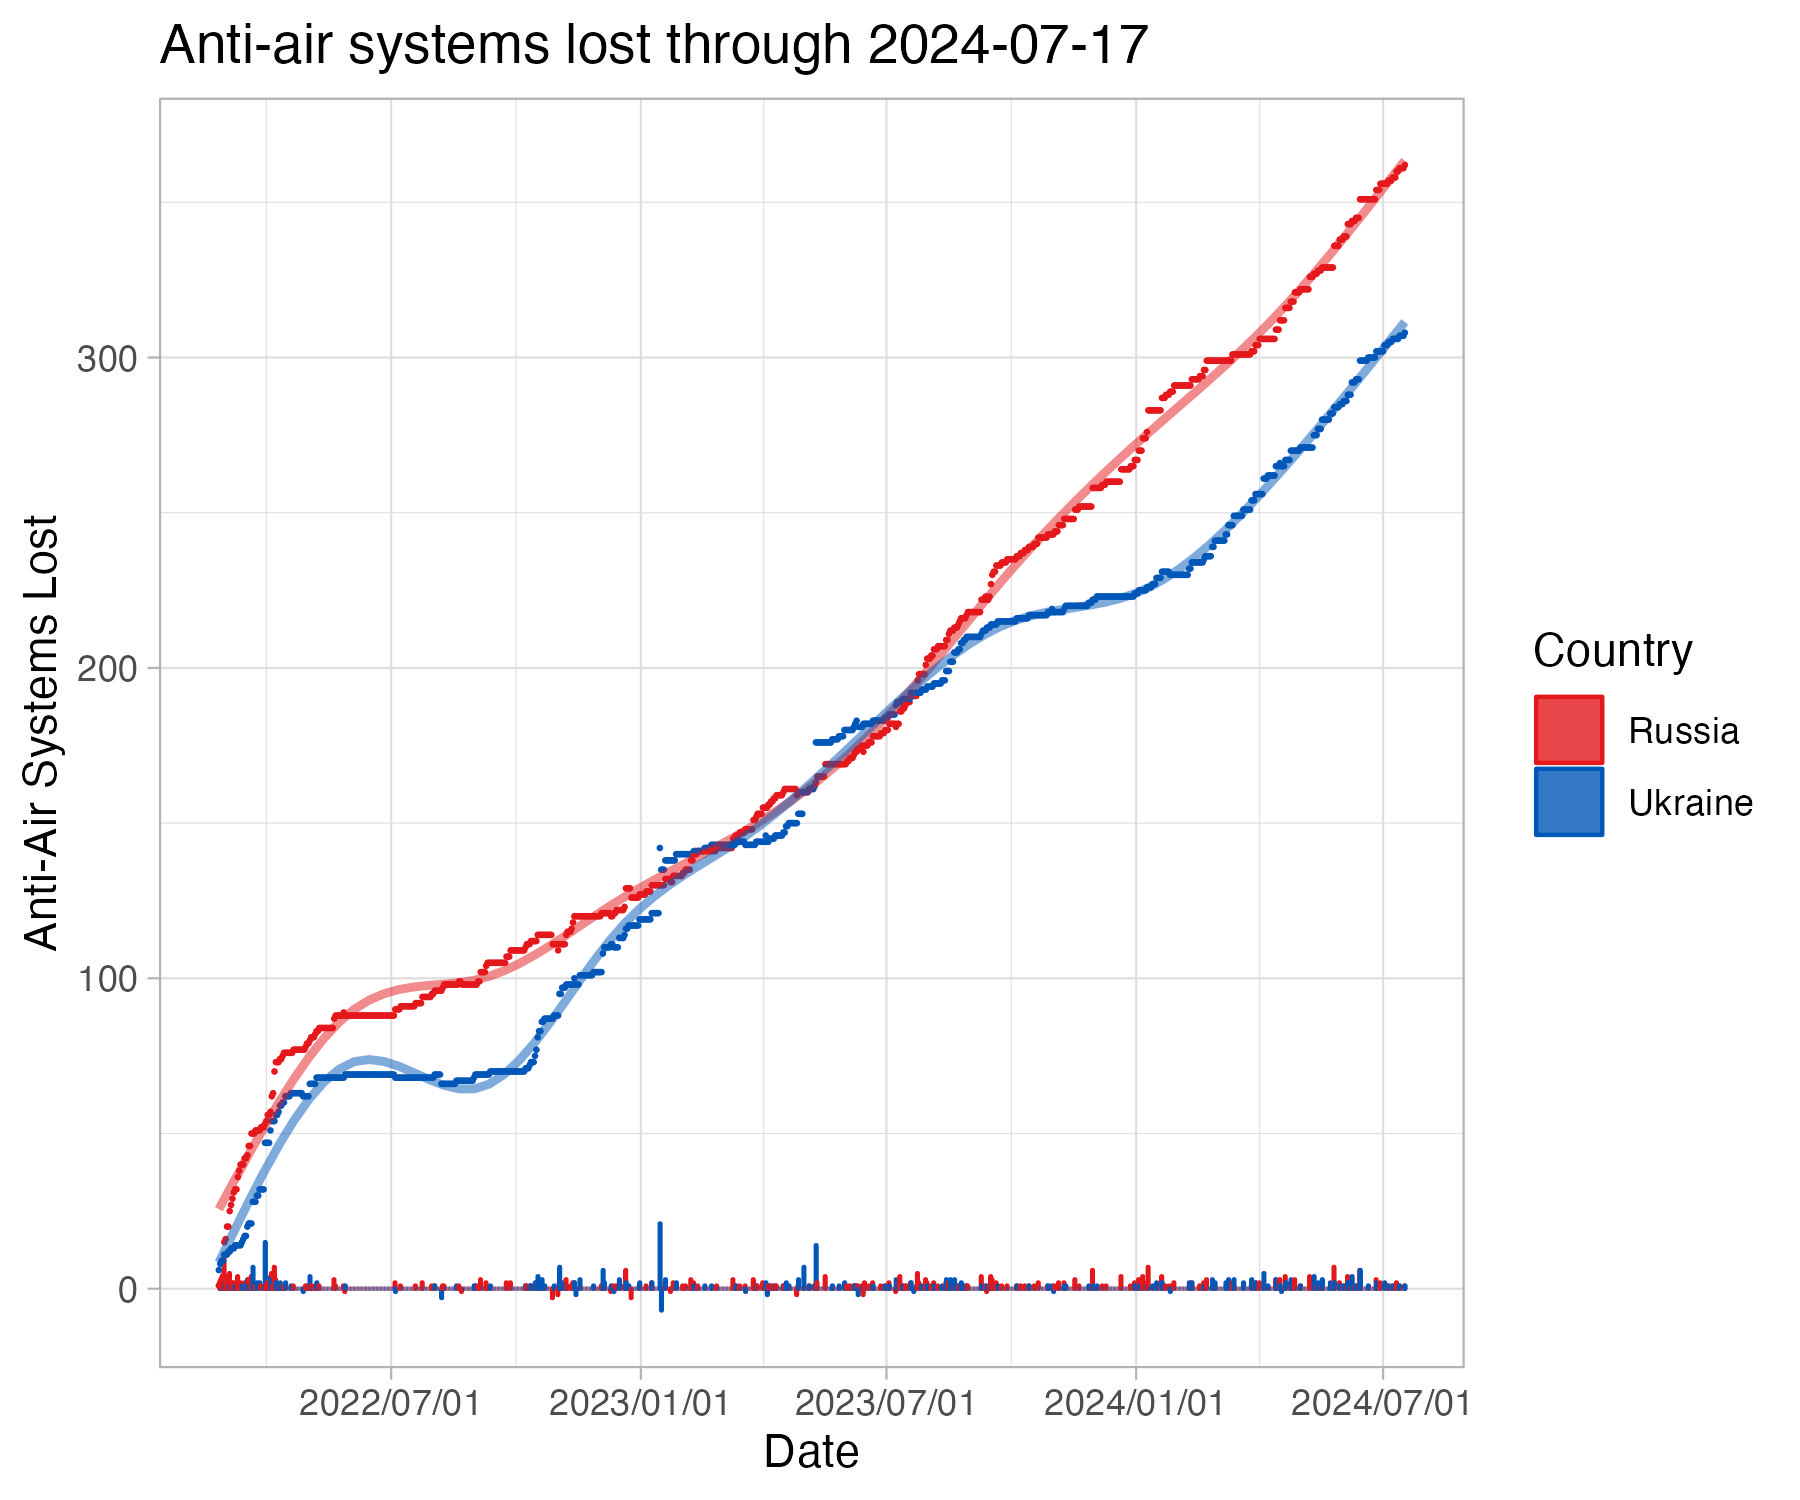 Anti-air systems lost through 2024-07-17
Anti-Air Systems Lost
300
200
100
0
2022/07/01
2023/01/01
2023/07/01
2024/01/01
2024/07/01
Date
Country
Russia
Ukraine